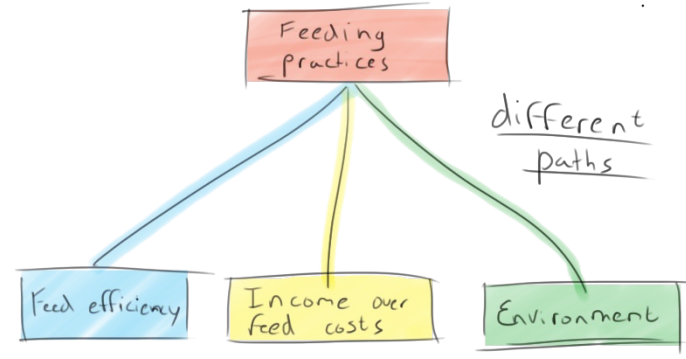 Feeding
practices
different
paths
Feed efficiency
Income over
feed costs
Environment